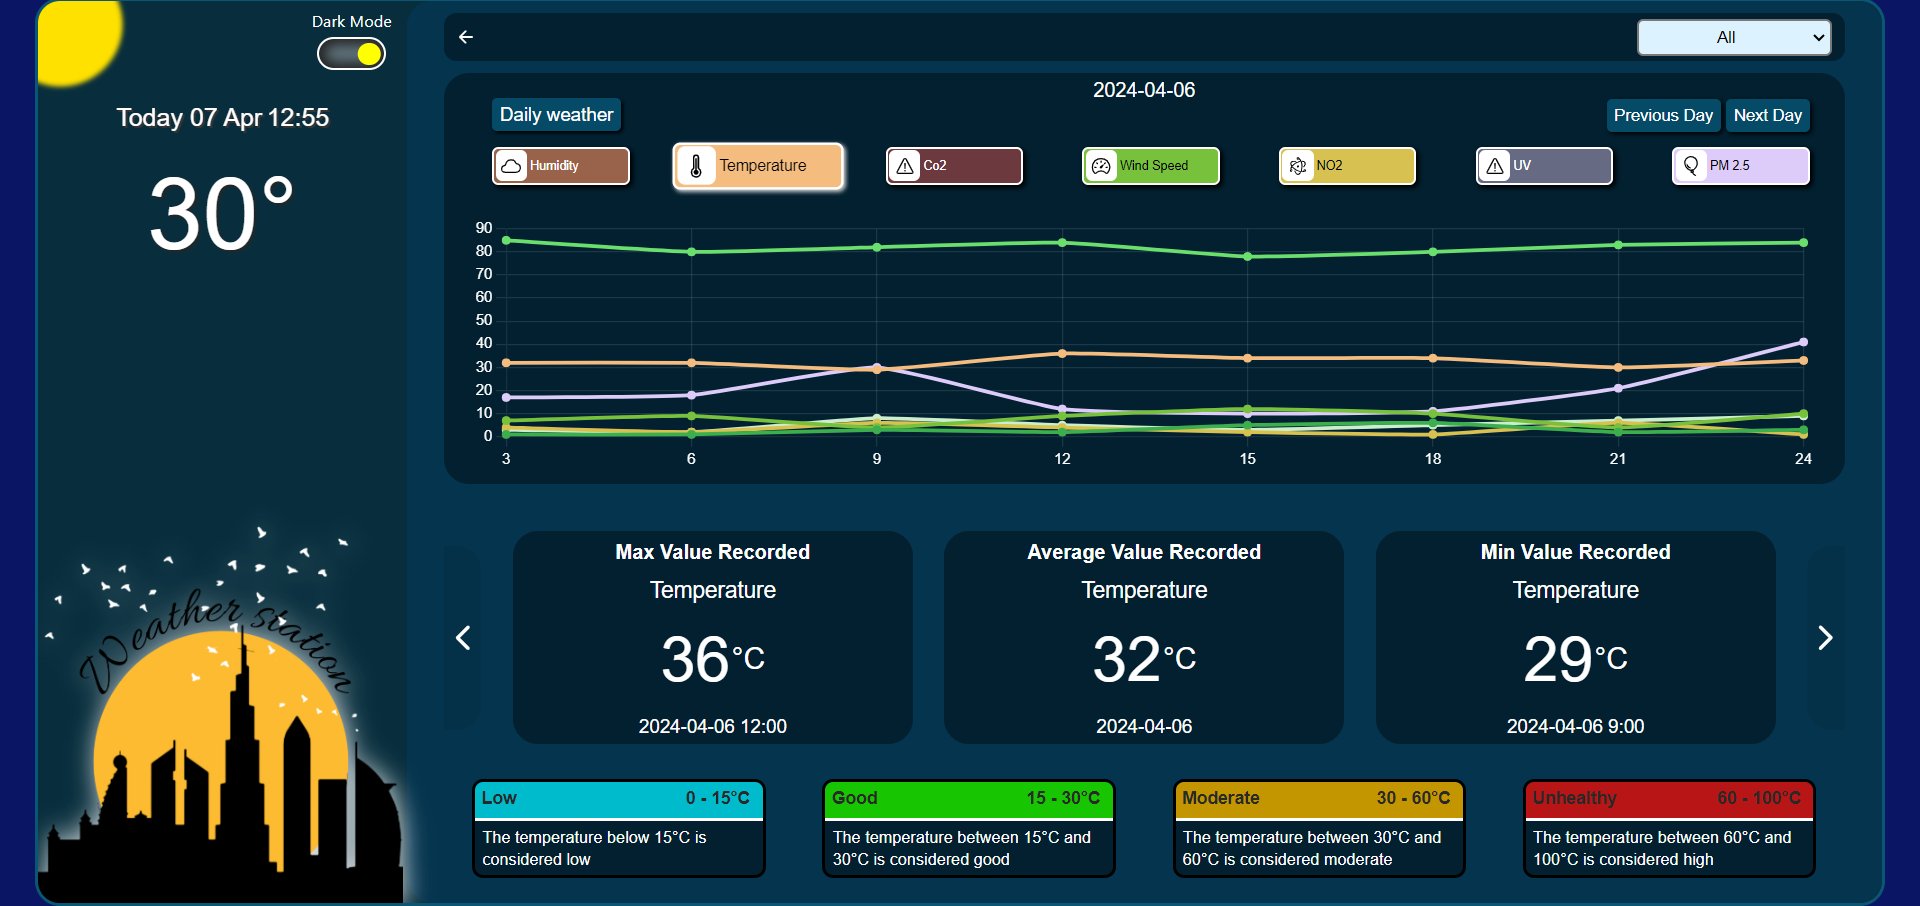 Dark Mode
Today 07 Apr 12:55
30°
Weather station
All
2024-04-06
Daily weather
Previous Day
Next Day
Humidity
Temperature
Co2
Wind Speed
NO2
UV
PM 2.5
90
80
70
60
50
40
30
20
10
0
3 6 9 12 15 18 21 24
Max Value Recorded
Temperature
36°C
2024-04-06 12:00
Average Value Recorded
Temperature
32°C
2024-04-06
Min Value Recorded
Temperature
29°C
2024-04-06 9:00
Low 0 - 15°C
The temperature below 15°C is
considered low
Good 15 - 30°C
The temperature between 15°C and
30°C is considered good
Moderate 30 - 60°C
The temperature between 30°C and
60°C is considered moderate
Unhealthy 60 - 100°C
The temperature between 60°C and
100°C is considered high